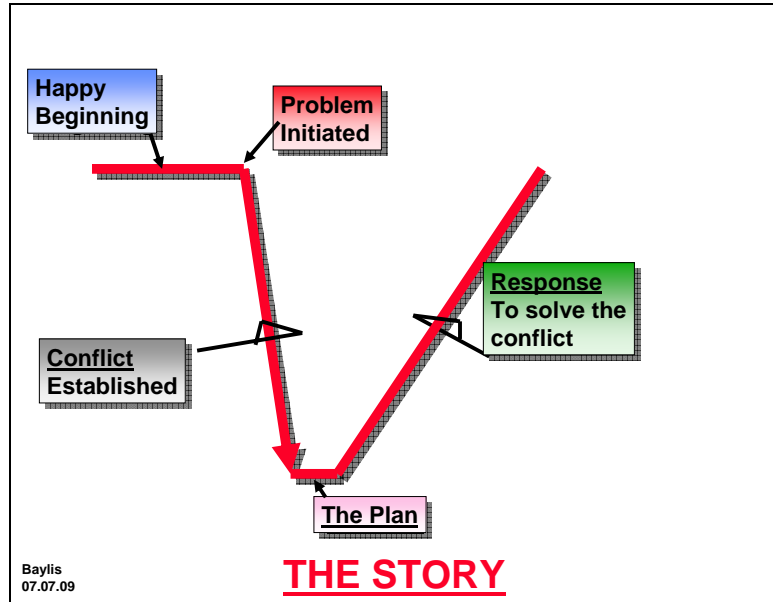 Happy
Beginning
Problem
Initiated
Response
To solve the
conflict
Conflict
Established
The Plan
Baylis
07.07.09
THE STORY